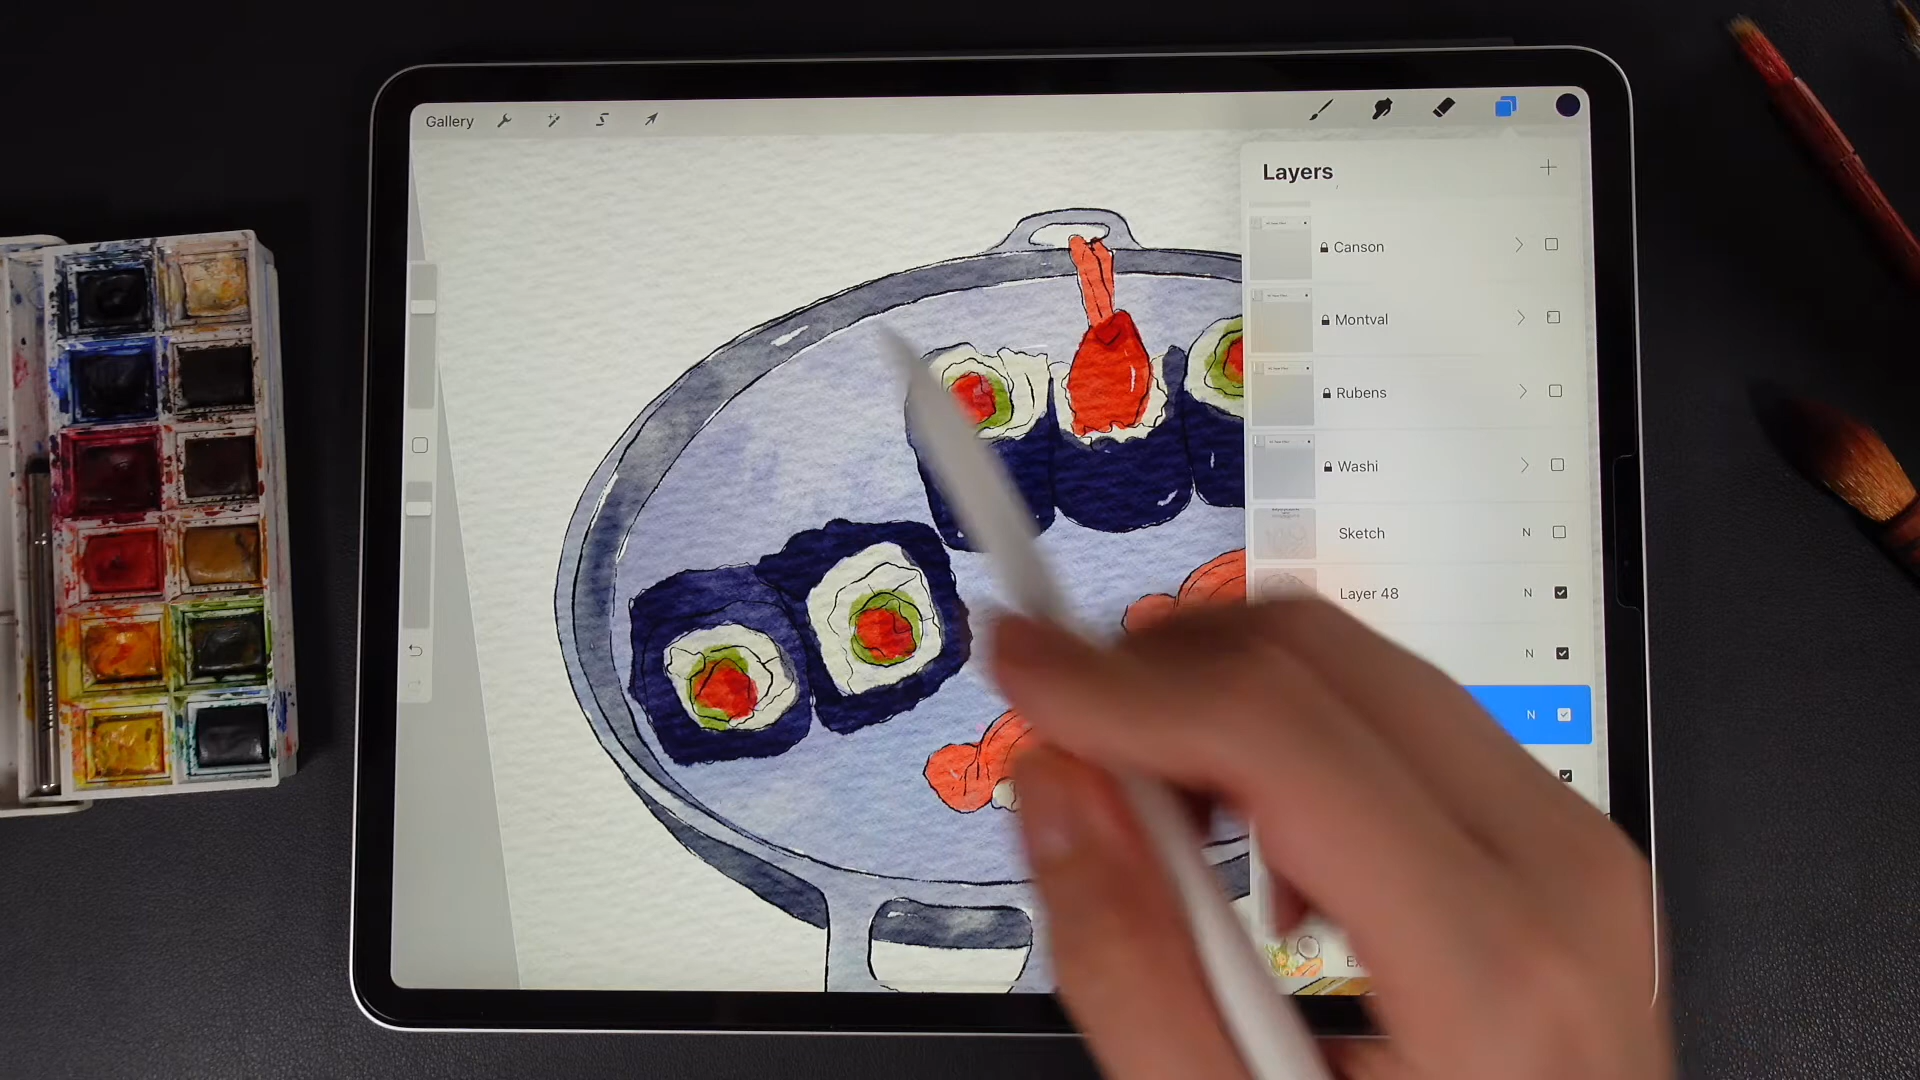 Gallery
Layers
Canson
Montval
Rubens
Washi
Sketch N
Layer 48 N
N
N